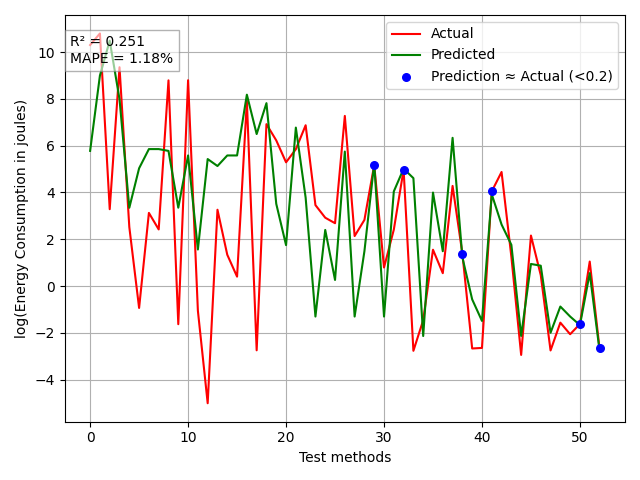 R² = 0.251
MAPE = 1.18%
Actual
Predicted
Prediction ≈ Actual (<0.2)
log(Energy Consumption in joules)
10
8
6
4
2
0
−2
−4
0
10
20
30
40
50
Test methods